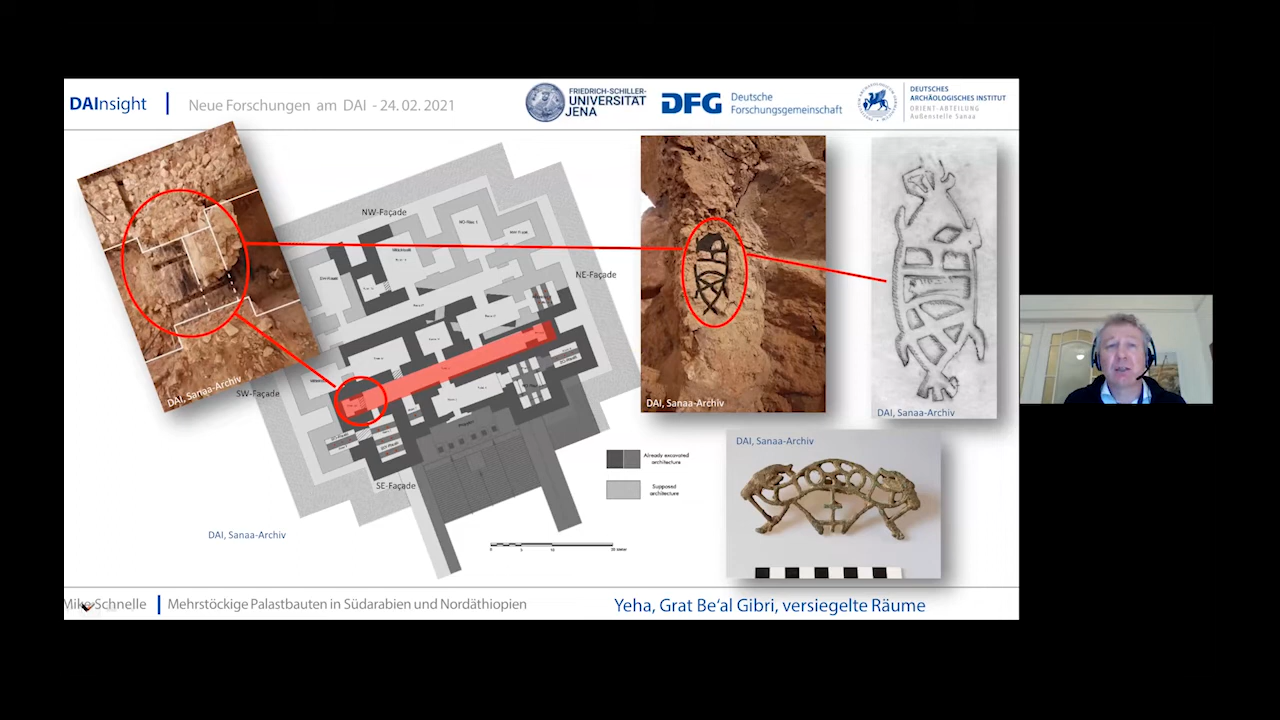 DAInsight | Neue Forschungen am DAI - 24. 02. 2021
FRIEDRICH-SCHILLER-
UNIVERSITÄT
JENA
DFG Deutsche
Forschungsgemeinschaft
DEUTSCHES
ARCHÄOLOGISCHES INSTITUT
ORIENT-ABTEILUNG
Außenstelle Sanaa
NW-Façade
NE-Façade
SW-Façade
SE-Façade
DAI, Sanaa-Archiv
DAI, Sanaa-Archiv
DAI, Sanaa-Archiv
DAI, Sanaa-Archiv
Already excavated
architecture
Supposed
architecture
DAI, Sanaa-Archiv
Mike Schnelle | Mehrstöckige Palastbauten in Südarabien und Nordäthiopien
Yeha, Grat Be‘al Gibri, versiegelte Räume